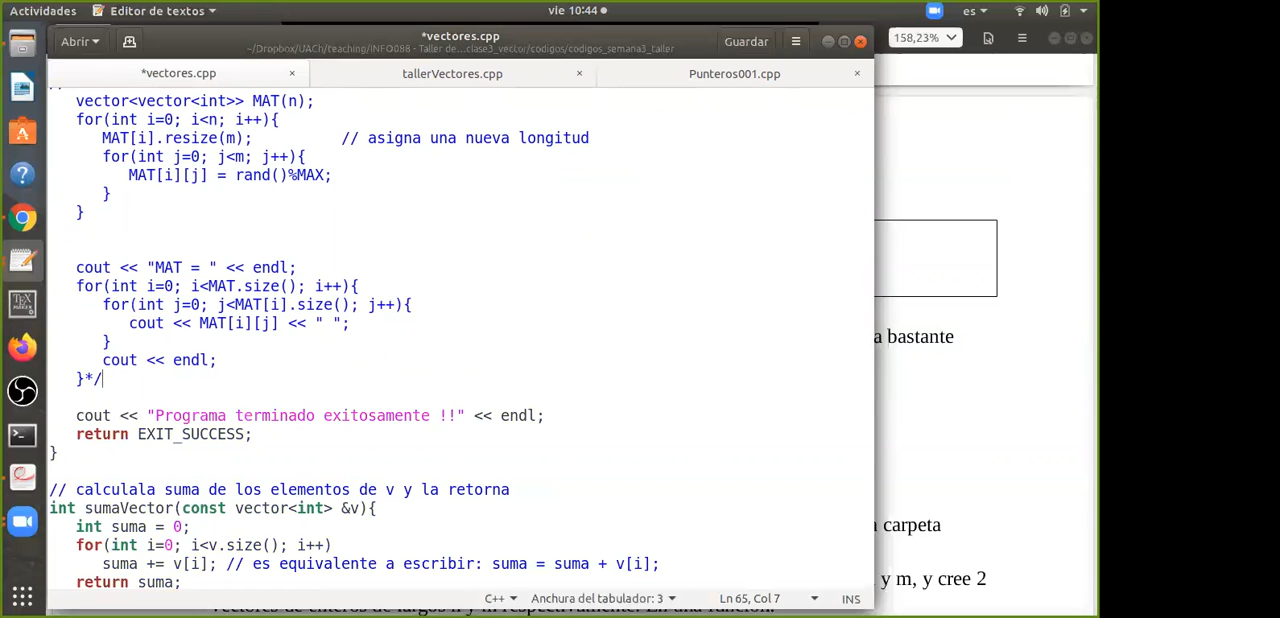 Actividades Editor de textos vie 10:44 es
Abrir *vectores.cpp Guardar 158,23%
~/Dropbox/UACh/teaching/INFO088 - Taller de…clase3_vector/codigos/codigos_semana3_taller
*vectores.cpp × tallerVectores.cpp × Punteros001.cpp ×
vector<vector<int>> MAT(n);
for(int i=0; i<n; i++){
MAT[i].resize(m); // asigna una nueva longitud
for(int j=0; j<m; j++){
MAT[i][j] = rand()%MAX;
}
}
cout << "MAT = " << endl;
for(int i=0; i<MAT.size(); i++){
for(int j=0; j<MAT[i].size(); j++){
cout << MAT[i][j] << " ";
}
cout << endl;
}*/
cout << "Programa terminado exitosamente !!" << endl;
return EXIT_SUCCESS;
}
// calculala suma de los elementos de v y la retorna
int sumaVector(const vector<int> &v){
int suma = 0;
for(int i=0; i<v.size(); i++)
suma += v[i]; // es equivalente a escribir: suma = suma + v[i];
return suma;
C++ Anchura del tabulador: 3 Ln 65, Col 7 INS
a bastante
carpeta
y m, y cree 2